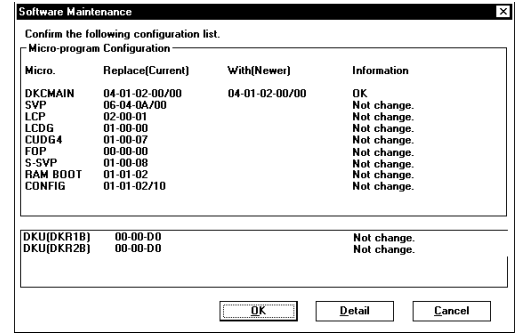 Software Maintenance
Confirm the following configuration list.
Micro-program Configuration
Micro. Replace(Current) With(Newer) Information
DKCMAIN 04-01-02-00/00 04-01-02-00/00 OK
SVP 06-04-0A/00 Not change.
LCP 02-00-01 Not change.
LCDG 01-00-00 Not change.
CUDG4 01-00-07 Not change.
FOP 00-00-00 Not change.
S-SVP 01-00-08 Not change.
RAM BOOT 01-01-02 Not change.
CONFIG 01-01-02/10 Not change.
DKU(DKR1B) 00-00-D0 Not change.
DKU(DKR2B) 00-00-D0 Not change.
OK Detail Cancel